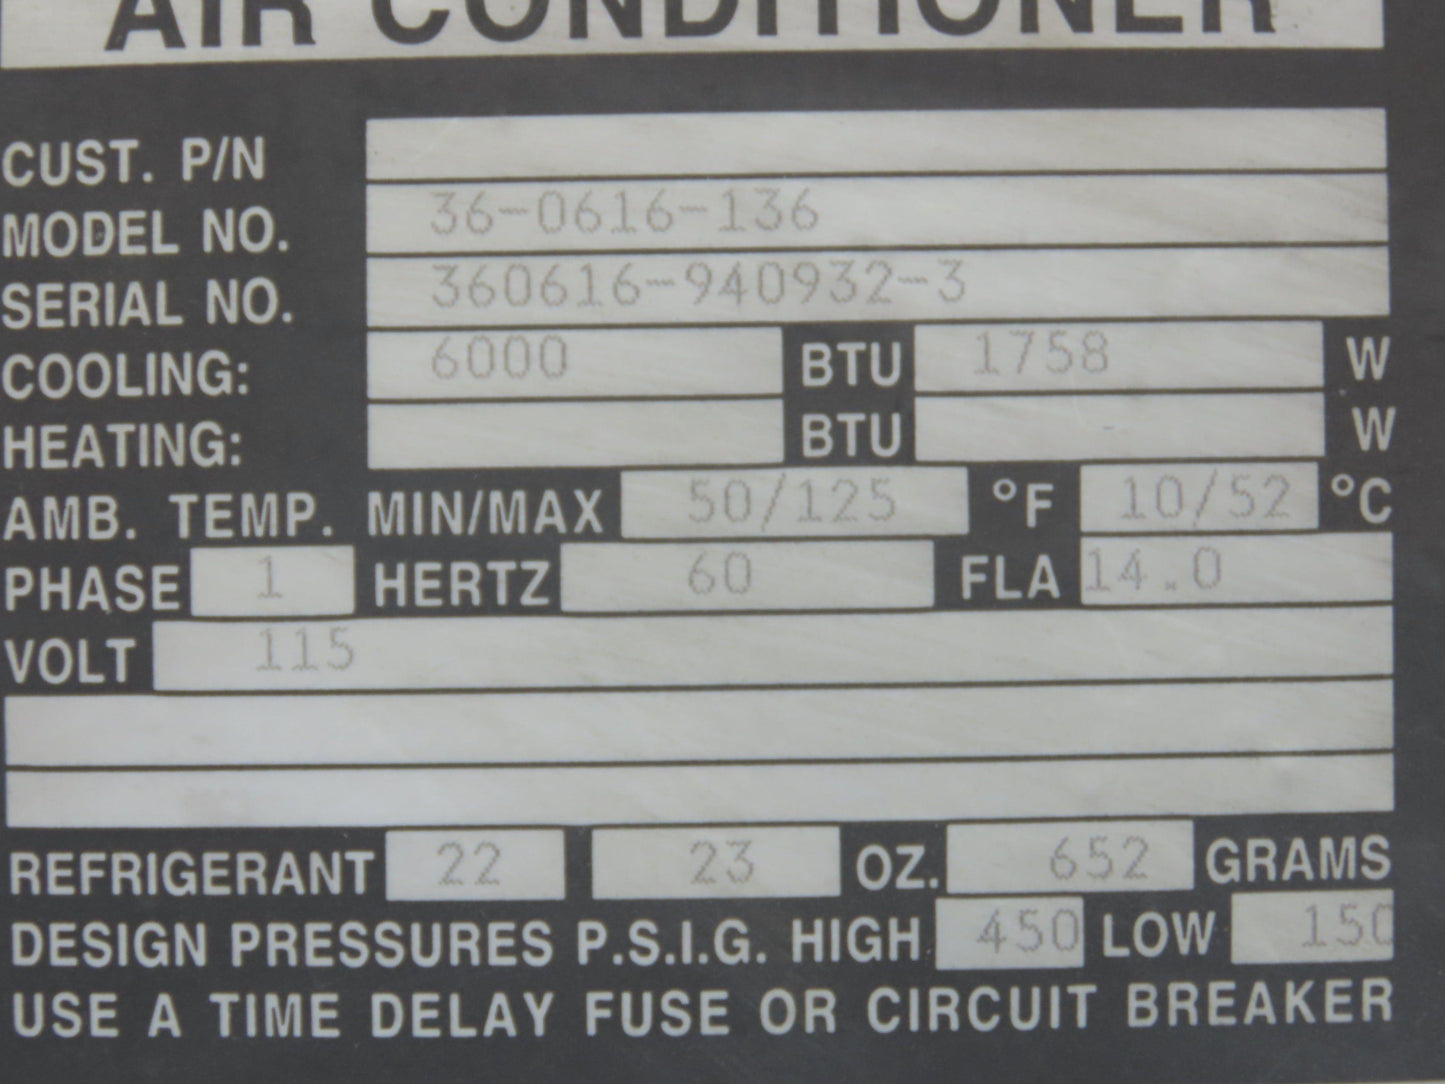 AIR CONDITIONER
CUST. P/N
MODEL NO. 36-0616-136
SERIAL NO. 360616-940932-3
COOLING: 6000 BTU 1758 W
HEATING: BTU W
AMB. TEMP. MIN/MAX 50/125 °F 10/52 °C
PHASE 1 HERTZ 60 FLA 14.0
VOLT 115
REFRIGERANT 22 23 OZ. 652 GRAMS
DESIGN PRESSURES P.S.I.G. HIGH 450 LOW 150
USE A TIME DELAY FUSE OR CIRCUIT BREAKER